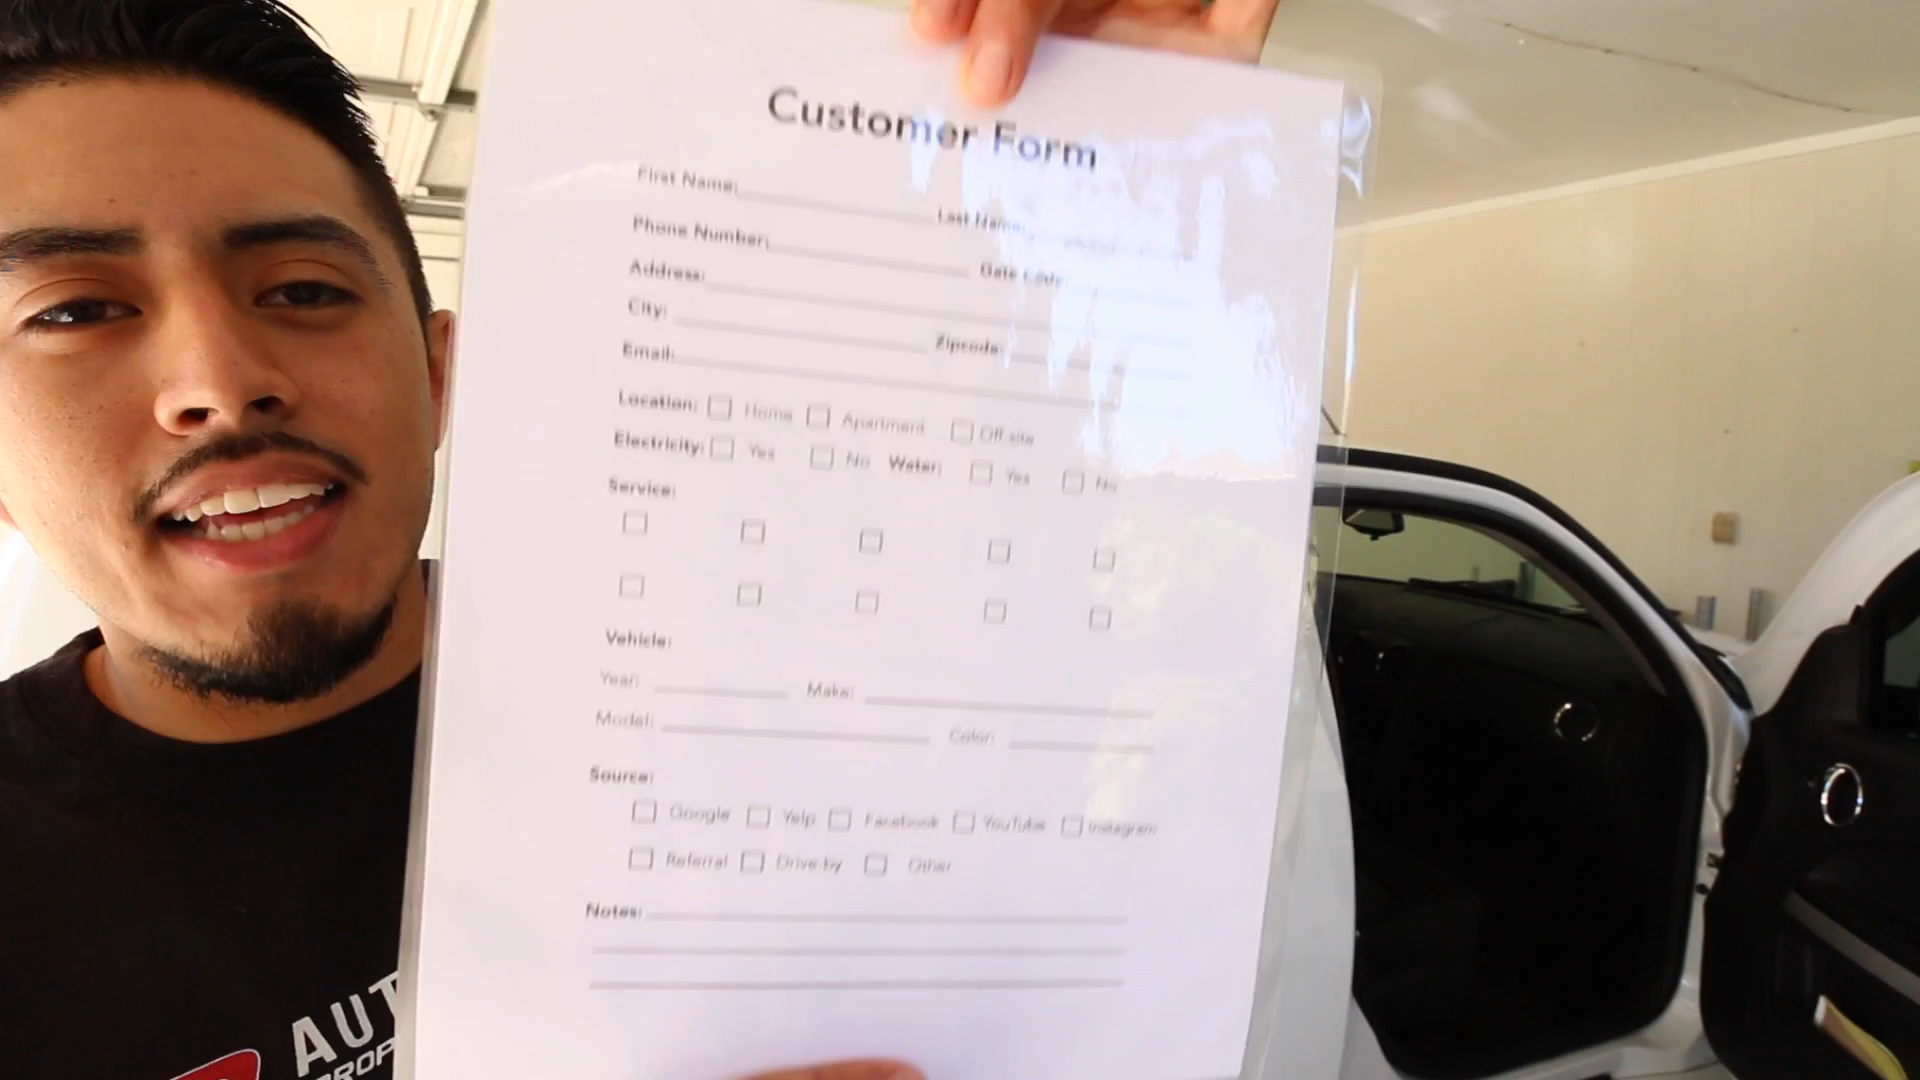 Customer Form
First Name: Last Name:
Phone Number: Gate Code:
Address:
City: Zipcode:
Email:
Location: Home Apartment Off site
Electricity: Yes No Water: Yes No
Service:
Vehicle:
Year: Make:
Model: Color:
Source:
Google Yelp Facebook YouTube Instagram
Referral Drive-by Other
Notes:
AUT
PROP